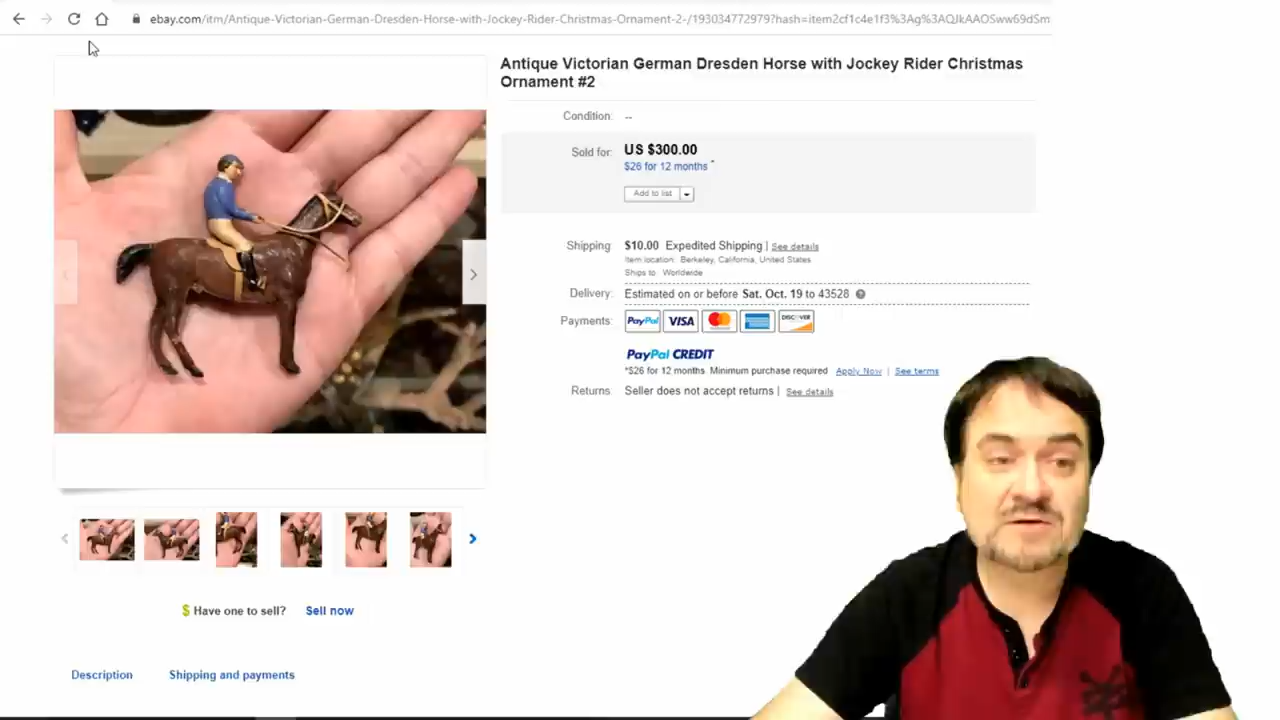 ebay.com/itm/Antique-Victorian-German-Dresden-Horse-with-Jockey-Rider-Christmas-Ornament-2-/193034772979?hash=item2cf1c4e1f3%3Ag%3AQJkAAOSww69dSm
Antique Victorian German Dresden Horse with Jockey Rider Christmas
Ornament #2
Condition: --
Sold for: US $300.00
$26 for 12 months *
Add to list
Shipping: $10.00 Expedited Shipping | See details
Item location: Berkeley, California, United States
Ships to: Worldwide
Delivery: Estimated on or before Sat. Oct. 19 to 43528
Payments: PayPal VISA MasterCard DISCOVER
PayPal CREDIT
*$26 for 12 months. Minimum purchase required Apply Now | See terms
Returns: Seller does not accept returns | See details
$ Have one to sell? Sell now
Description Shipping and payments